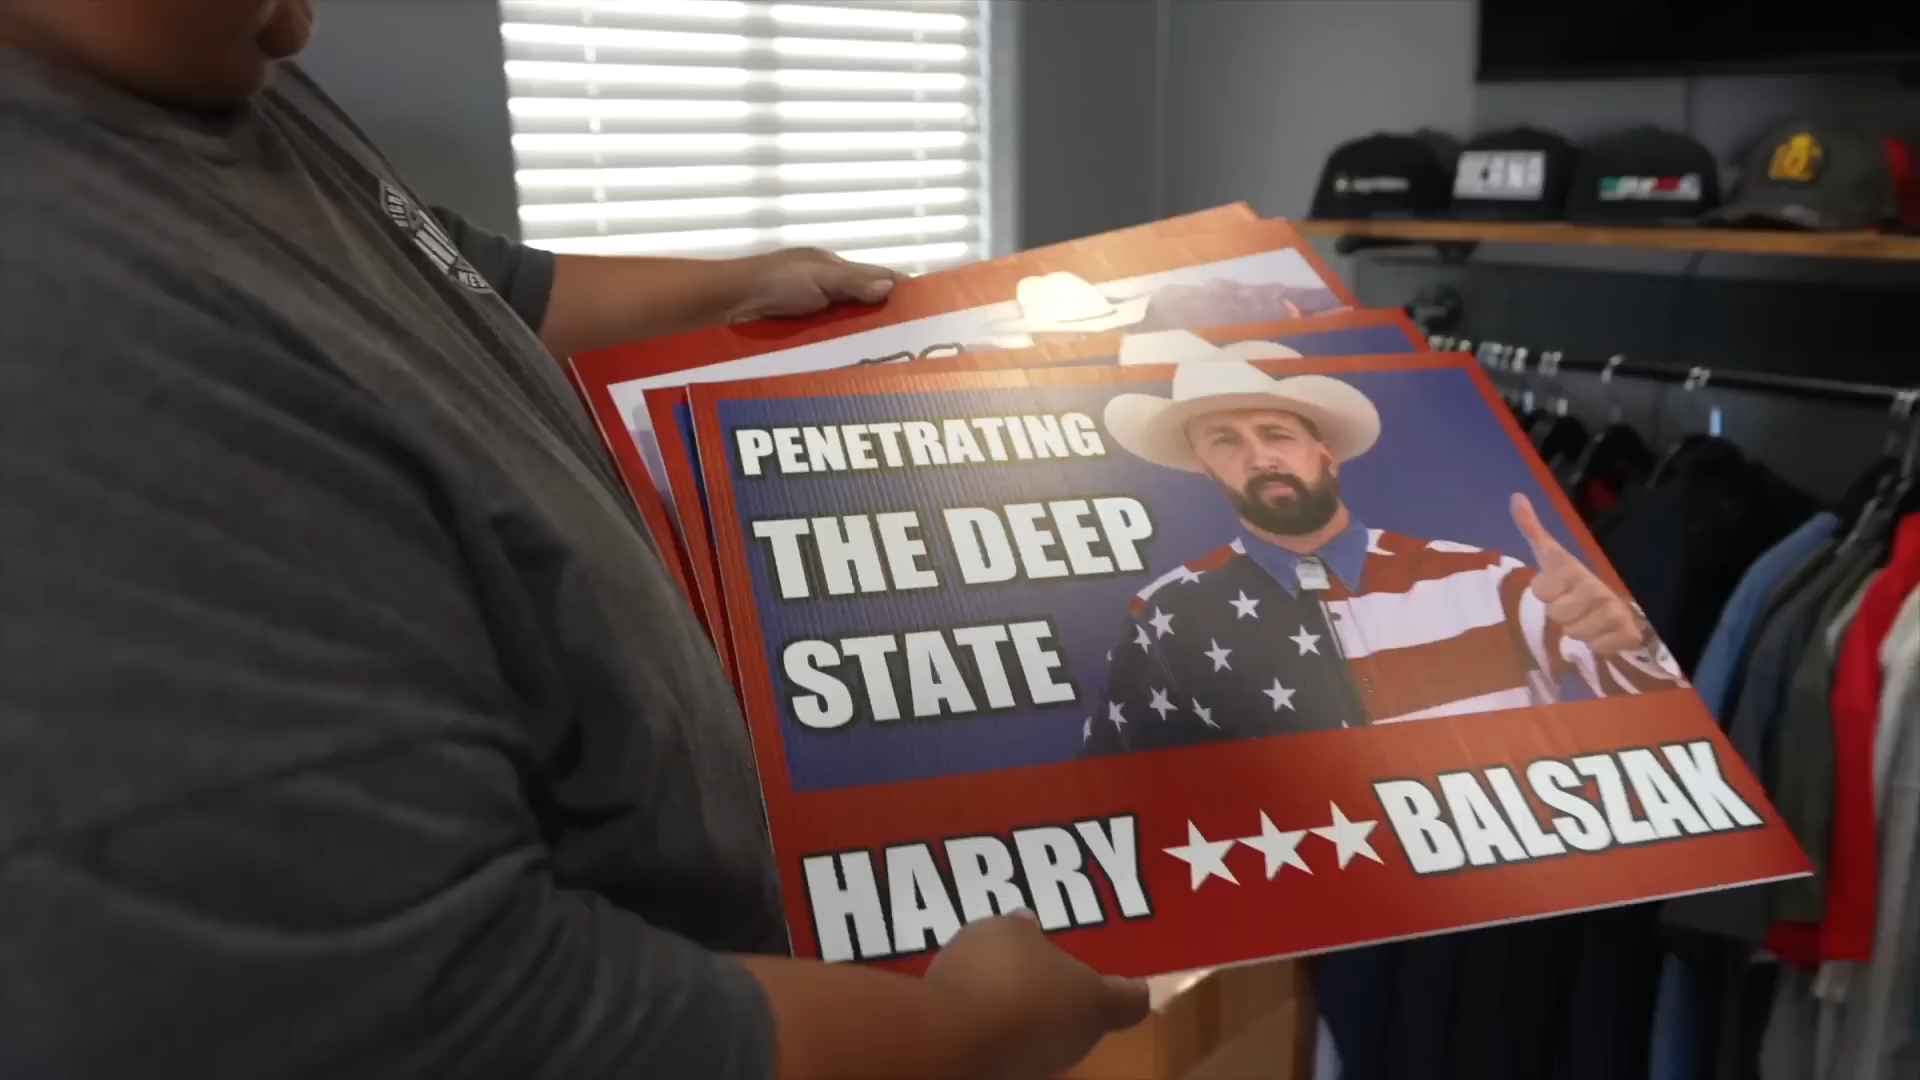 PENETRATING
THE DEEP
STATE
HARRY ★★★ BALSZAK